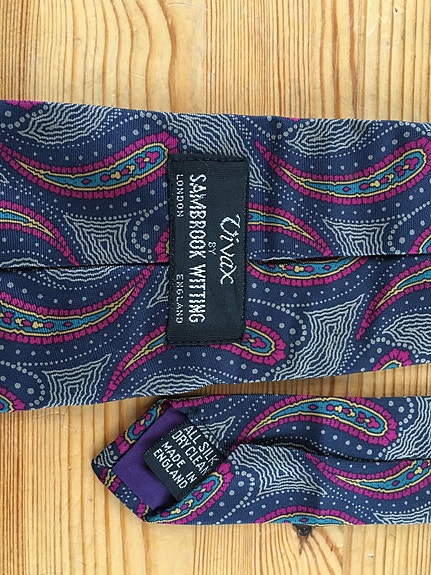 Vivax
BY
SAMBROOK WITTING
LONDON ENGLAND
ALL SILK
DRY CLEAN
MADE IN
ENGLAND